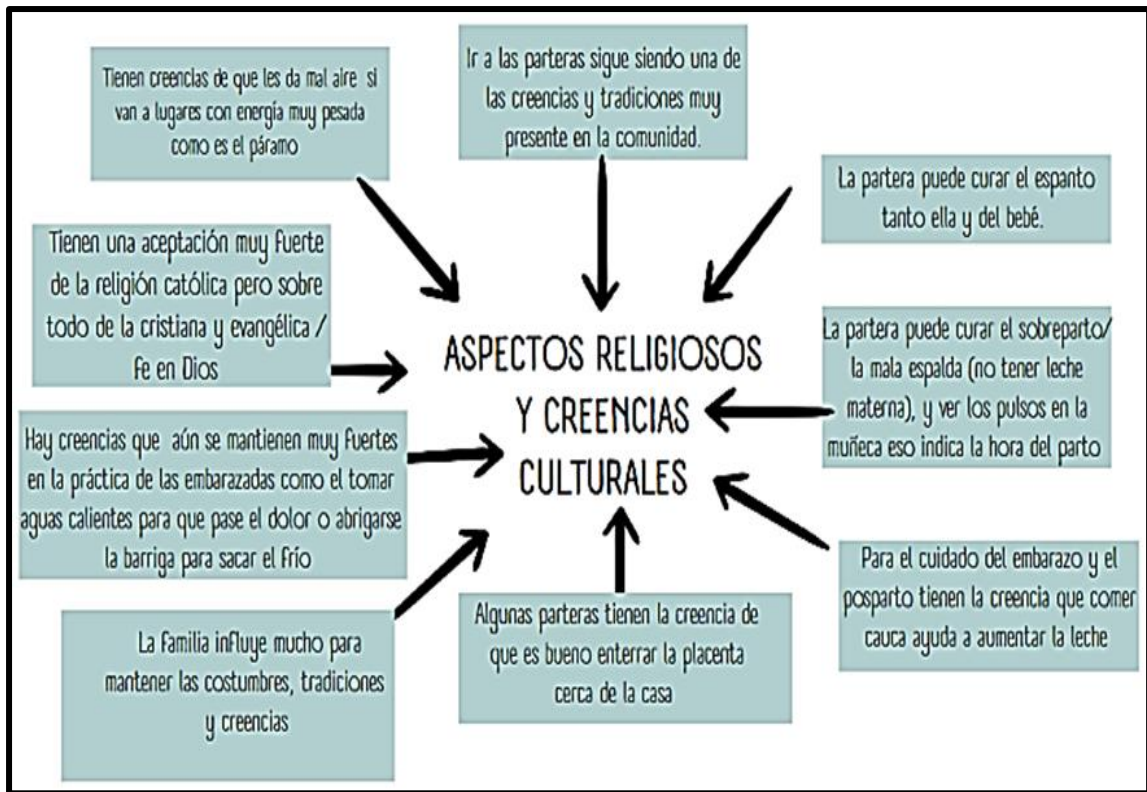 Tienen creencias de que les da mal aire si
van a lugares con energía muy pesada
como es el páramo
Ir a las parteras sigue siendo una de
las creencias y tradiciones muy
presente en la comunidad.
La partera puede curar el espanto
tanto ella y del bebé.
Tienen una aceptación muy fuerte
de la religión católica pero sobre
todo de la cristiana y evangélica /
fe en Dios
ASPECTOS RELIGIOSOS
Y CREENCIAS
CULTURALES
La partera puede curar el sobreparto/
la mala espalda (no tener leche
materna), y ver los pulsos en la
muñeca eso indica la hora del parto
Hay creencias que aún se mantienen muy fuertes
en la práctica de las embarazadas como el tomar
aguas calientes para que pase el dolor o abrigarse
la barriga para sacar el frío
Para el cuidado del embarazo y el
posparto tienen la creencia que comer
cauca ayuda a aumentar la leche
La familia influye mucho para
mantener las costumbres, tradiciones
y creencias
Algunas parteras tienen la creencia de
que es bueno enterrar la placenta
cerca de la casa